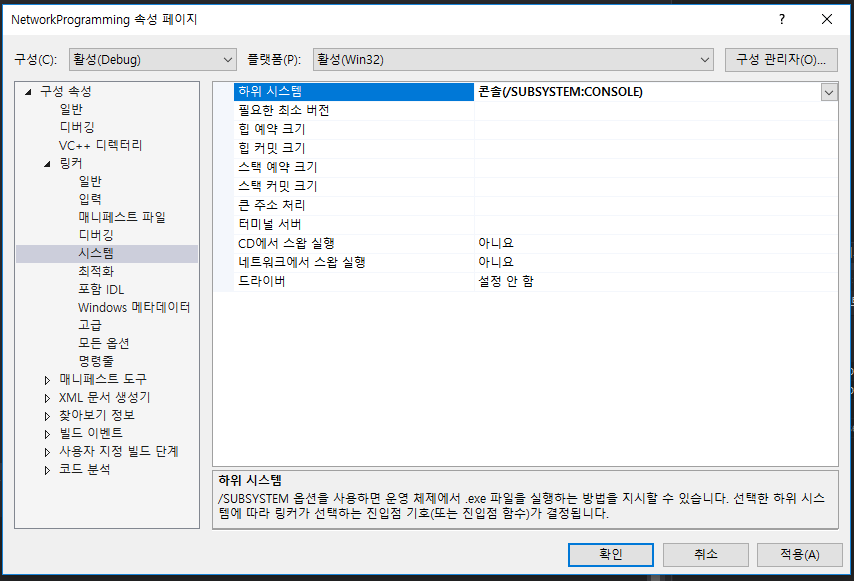 NetworkProgramming 속성 페이지
?
구성(C): 활성(Debug) 플랫폼(P): 활성(Win32) 구성 관리자(O)...
구성 속성
일반
디버깅
VC++ 디렉터리
링커
일반
입력
매니페스트 파일
디버깅
시스템
최적화
포함 IDL
Windows 메타데이터
고급
모든 옵션
명령줄
매니페스트 도구
XML 문서 생성기
찾아보기 정보
빌드 이벤트
사용자 지정 빌드 단계
코드 분석
하위 시스템 콘솔(/SUBSYSTEM:CONSOLE)
필요한 최소 버전
힙 예약 크기
힙 커밋 크기
스택 예약 크기
스택 커밋 크기
큰 주소 처리
터미널 서버
CD에서 스왑 실행 아니요
네트워크에서 스왑 실행 아니요
드라이버 설정 안 함
하위 시스템
/SUBSYSTEM 옵션을 사용하면 운영 체제에서 .exe 파일을 실행하는 방법을 지시할 수 있습니다. 선택한 하위 시스
템에 따라 링커가 선택하는 진입점 기호(또는 진입점 함수)가 결정됩니다.
확인 취소 적용(A)